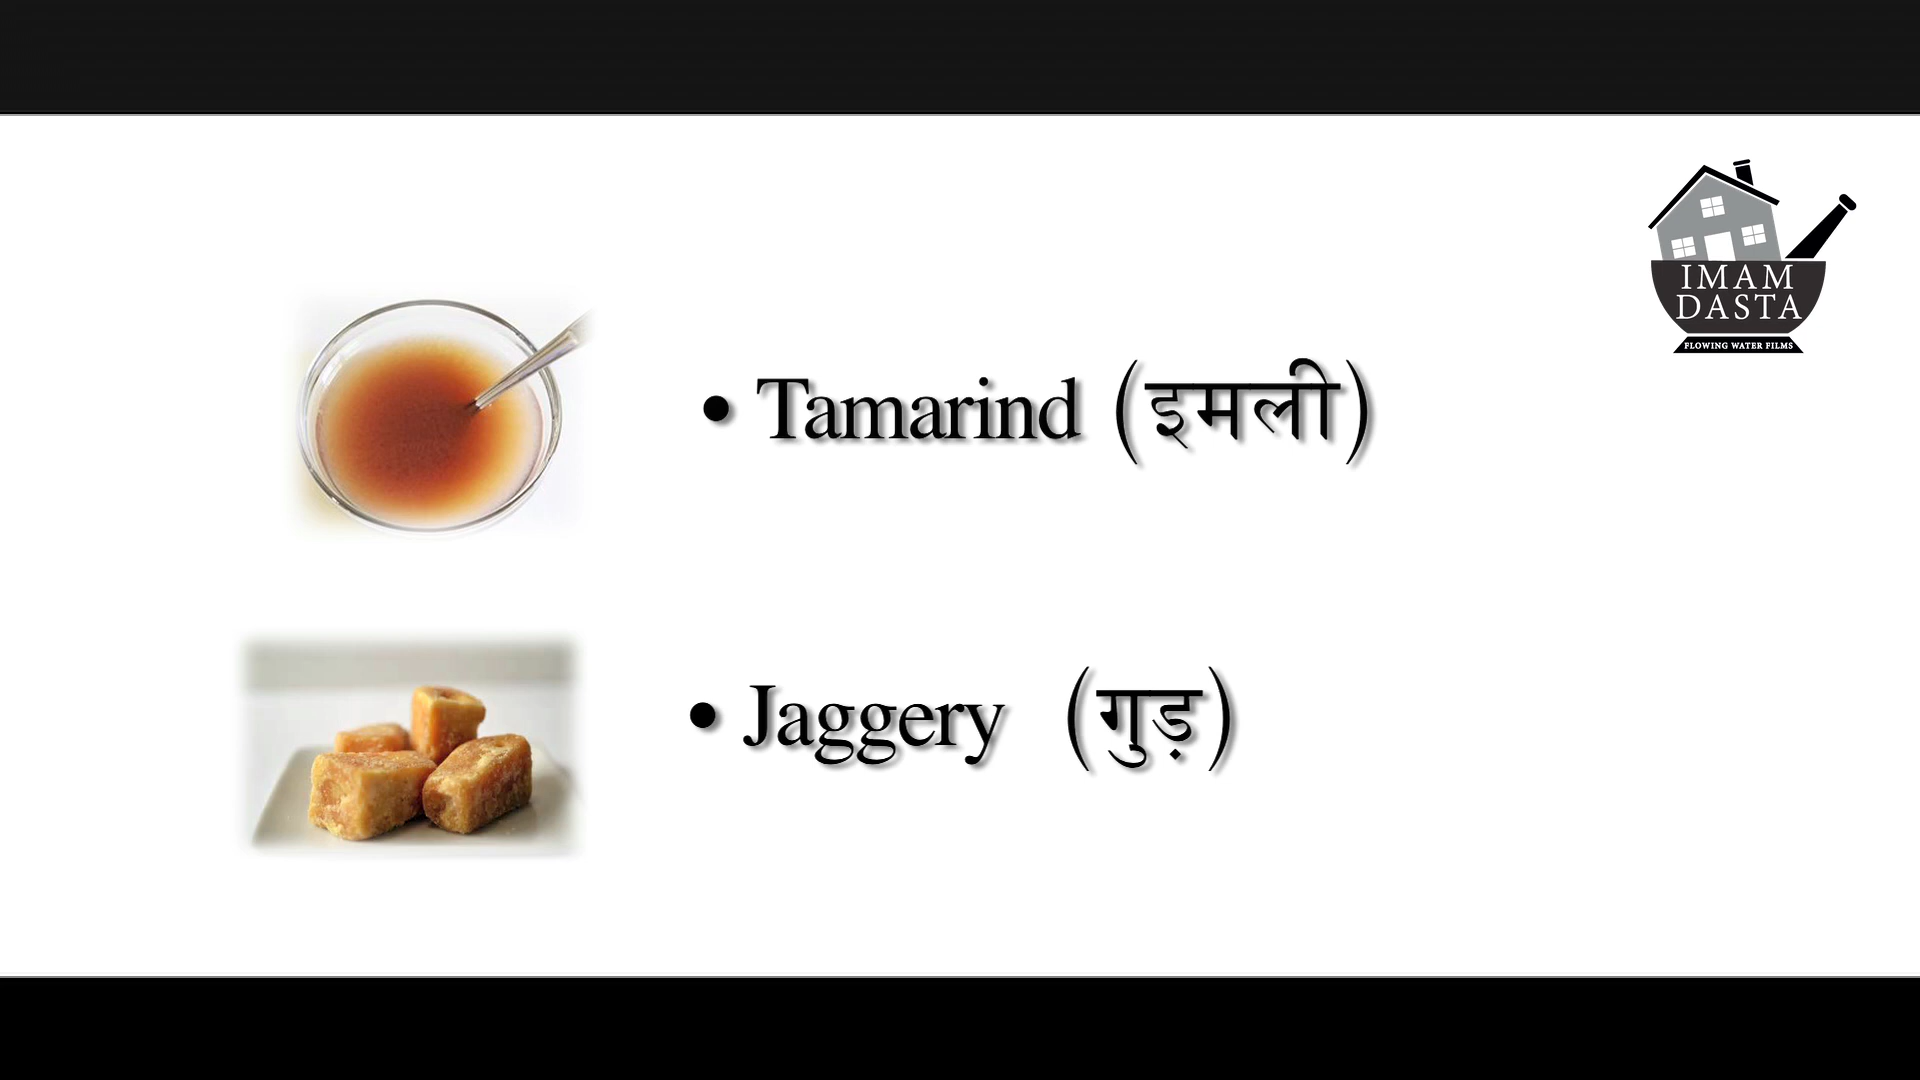 IMAM
DASTA
FLOWING WATER FILMS
• Tamarind (इमली)
• Jaggery (गुड़)